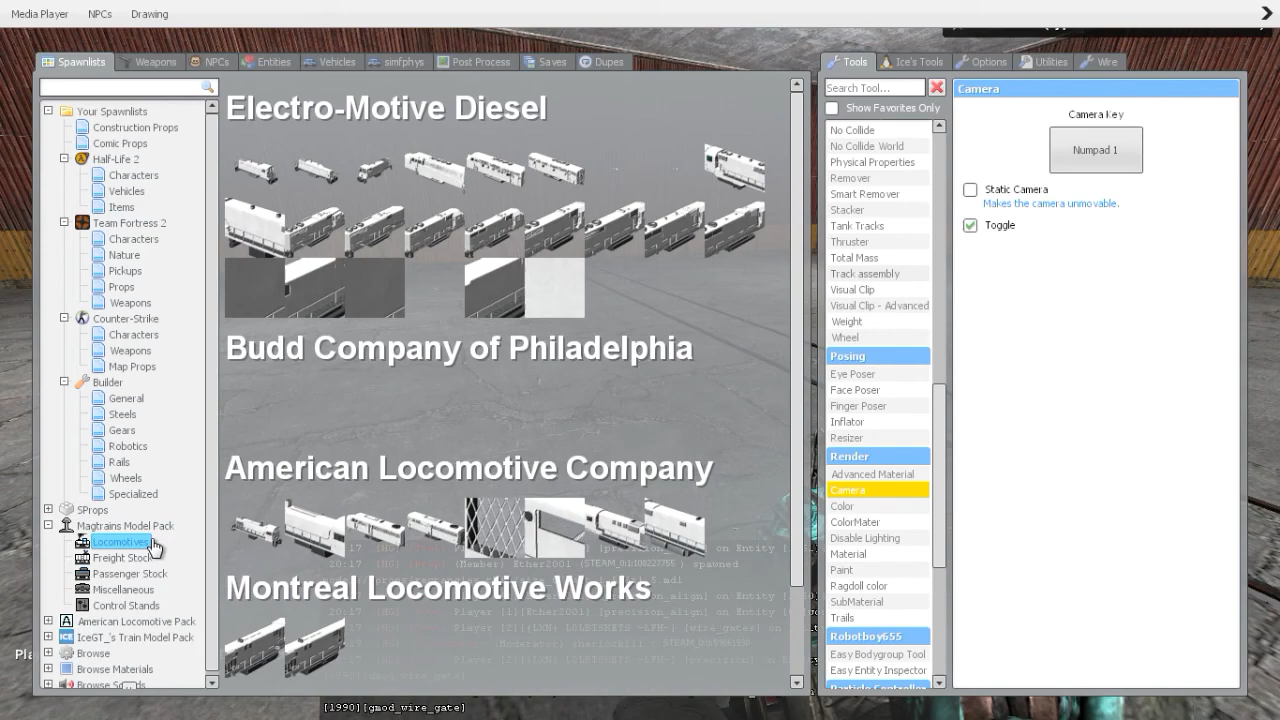 Media Player NPCs Drawing
Spawnlists Weapons NPCs Entities Vehicles simfphys Post Process Saves Dupes
Your Spawnlists
Construction Props
Comic Props
Half-Life 2
Characters
Vehicles
Items
Team Fortress 2
Characters
Nature
Pickups
Props
Weapons
Counter-Strike
Characters
Weapons
Map Props
Builder
General
Steels
Gears
Robotics
Rails
Wheels
Specialized
SProps
Magtrains Model Pack
Locomotives
Freight Stock
Passenger Stock
Miscellaneous
Control Stands
American Locomotive Pack
IceGT_'s Train Model Pack
Browse
Browse Materials
Browse Sounds
Electro-Motive Diesel
Budd Company of Philadelphia
American Locomotive Company
Montreal Locomotive Works
Tools Ice's Tools Options Utilities Wire
Search Tool...
Show Favorites Only
No Collide
No Collide World
Physical Properties
Remover
Smart Remover
Stacker
Tank Tracks
Thruster
Total Mass
Track assembly
Visual Clip
Visual Clip - Advanced
Weight
Wheel
Posing
Eye Poser
Face Poser
Finger Poser
Inflator
Resizer
Render
Advanced Material
Camera
Color
ColorMater
Disable Lighting
Material
Paint
Ragdoll color
SubMaterial
Trails
Robotboy655
Easy Bodygroup Tool
Easy Entity Inspector
Camera
Camera Key
Numpad 1
Static Camera
Makes the camera unmovable.
Toggle
[1990][gmod_wire_gate]